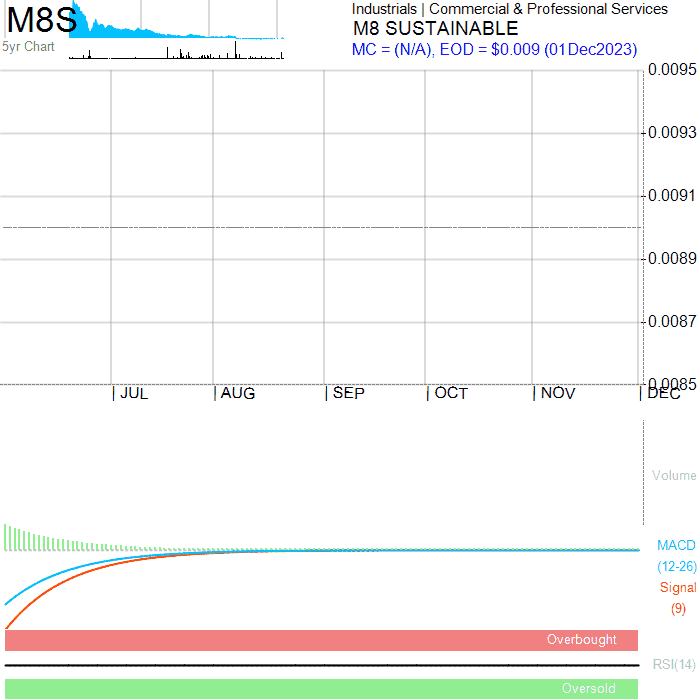 M8S
5yr Chart
Industrials | Commercial & Professional Services
M8 SUSTAINABLE
MC = (N/A), EOD = $0.009 (01Dec2023)
0.0095
0.0093
0.0091
0.0089
0.0087
0.0085
| JUL | AUG | SEP | OCT | NOV | DEC
Volume
MACD
(12-26)
Signal
(9)
Overbought
RSI(14)
Oversold